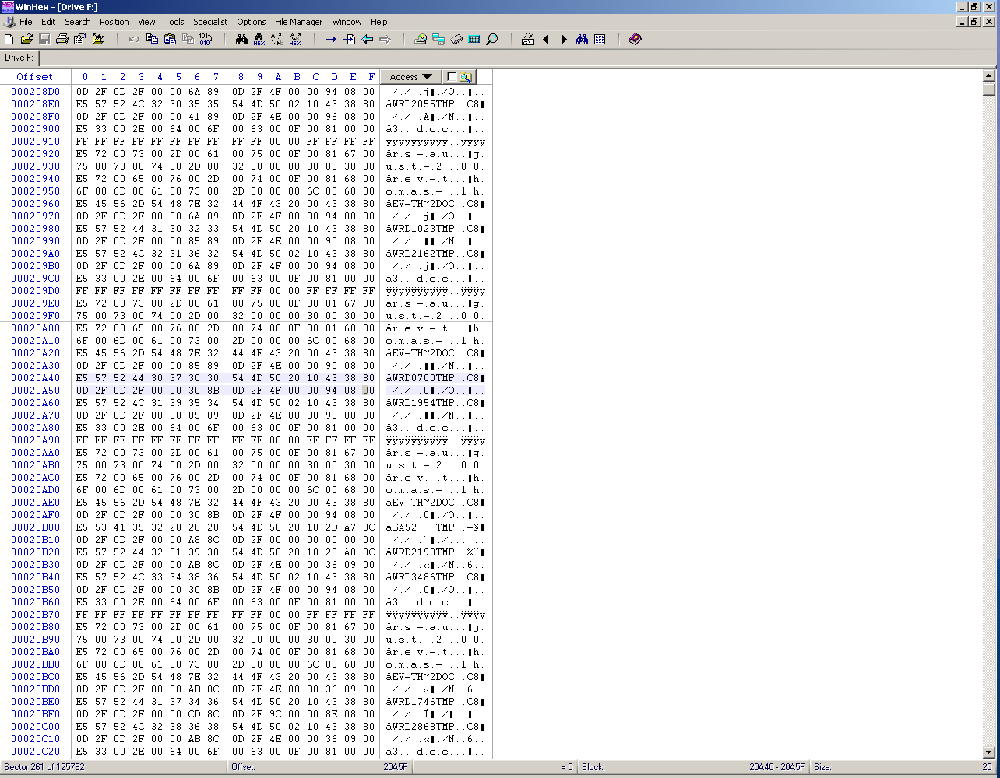 WinHex - [Drive F:]
File Edit Search Position View Tools Specialist Options File Manager Window Help
Drive F:
Offset 0 1 2 3 4 5 6 7 8 9 A B C D E F Access
000208D0 0D 2F 0D 2F 00 00 6A 89 0D 2F 4F 00 00 94 08 00 ././..j▮./O..▮..
000208E0 E5 57 52 4C 32 30 35 35 54 4D 50 02 10 43 38 80 åWRL2055TMP..C8▮
000208F0 0D 2F 0D 2F 00 00 41 89 0D 2F 4E 00 00 96 08 00 ././..A▮./N..▮..
00020900 E5 33 00 2E 00 64 00 6F 00 63 00 0F 00 81 00 00 å3...d.o.c...▮..
00020910 FF FF FF FF FF FF FF FF FF FF 00 00 FF FF FF FF ÿÿÿÿÿÿÿÿÿÿ..ÿÿÿÿ
00020920 E5 72 00 73 00 2D 00 61 00 75 00 0F 00 81 67 00 år.s.-.a.u...▮g.
00020930 75 00 73 00 74 00 2D 00 32 00 00 00 30 00 30 00 u.s.t.-.2...0.0.
00020940 E5 72 00 65 00 76 00 2D 00 74 00 0F 00 81 68 00 år.e.v.-.t...▮h.
00020950 6F 00 6D 00 61 00 73 00 2D 00 00 00 6C 00 68 00 o.m.a.s.-...l.h.
00020960 E5 45 56 2D 54 48 7E 32 44 4F 43 20 00 43 38 80 åEV-TH~2DOC .C8▮
00020970 0D 2F 0D 2F 00 00 6A 89 0D 2F 4F 00 00 94 08 00 ././..j▮./O..▮..
00020980 E5 57 52 44 31 30 32 33 54 4D 50 20 10 43 38 80 åWRD1023TMP .C8▮
00020990 0D 2F 0D 2F 00 00 85 89 0D 2F 4E 00 00 90 08 00 ././..▮▮./N..▮..
000209A0 E5 57 52 4C 32 31 36 32 54 4D 50 02 10 43 38 80 åWRL2162TMP..C8▮
000209B0 0D 2F 0D 2F 00 00 6A 89 0D 2F 4F 00 00 94 08 00 ././..j▮./O..▮..
000209C0 E5 33 00 2E 00 64 00 6F 00 63 00 0F 00 81 00 00 å3...d.o.c...▮..
000209D0 FF FF FF FF FF FF FF FF FF FF 00 00 FF FF FF FF ÿÿÿÿÿÿÿÿÿÿ..ÿÿÿÿ
000209E0 E5 72 00 73 00 2D 00 61 00 75 00 0F 00 81 67 00 år.s.-.a.u...▮g.
000209F0 75 00 73 00 74 00 2D 00 32 00 00 00 30 00 30 00 u.s.t.-.2...0.0.
00020A00 E5 72 00 65 00 76 00 2D 00 74 00 0F 00 81 68 00 år.e.v.-.t...▮h.
00020A10 6F 00 6D 00 61 00 73 00 2D 00 00 00 6C 00 68 00 o.m.a.s.-...l.h.
00020A20 E5 45 56 2D 54 48 7E 32 44 4F 43 20 00 43 38 80 åEV-TH~2DOC .C8▮
00020A30 0D 2F 0D 2F 00 00 85 89 0D 2F 4E 00 00 90 08 00 ././..▮▮./N..▮..
00020A40 E5 57 52 44 30 37 30 30 54 4D 50 20 10 43 38 80 åWRD0700TMP .C8▮
00020A50 0D 2F 0D 2F 00 00 30 8B 0D 2F 4F 00 00 94 08 00 ././..0▮./O..▮..
00020A60 E5 57 52 4C 31 39 35 34 54 4D 50 02 10 43 38 80 åWRL1954TMP..C8▮
00020A70 0D 2F 0D 2F 00 00 85 89 0D 2F 4E 00 00 90 08 00 ././..▮▮./N..▮..
00020A80 E5 33 00 2E 00 64 00 6F 00 63 00 0F 00 81 00 00 å3...d.o.c...▮..
00020A90 FF FF FF FF FF FF FF FF FF FF 00 00 FF FF FF FF ÿÿÿÿÿÿÿÿÿÿ..ÿÿÿÿ
00020AA0 E5 72 00 73 00 2D 00 61 00 75 00 0F 00 81 67 00 år.s.-.a.u...▮g.
00020AB0 75 00 73 00 74 00 2D 00 32 00 00 00 30 00 30 00 u.s.t.-.2...0.0.
00020AC0 E5 72 00 65 00 76 00 2D 00 74 00 0F 00 81 68 00 år.e.v.-.t...▮h.
00020AD0 6F 00 6D 00 61 00 73 00 2D 00 00 00 6C 00 68 00 o.m.a.s.-...l.h.
00020AE0 E5 45 56 2D 54 48 7E 32 44 4F 43 20 00 43 38 80 åEV-TH~2DOC .C8▮
00020AF0 0D 2F 0D 2F 00 00 30 8B 0D 2F 4F 00 00 94 08 00 ././..0▮./O..▮..
00020B00 E5 53 41 35 32 20 20 20 54 4D 50 20 18 2D A7 8C åSA52   TMP .-§▮
00020B10 0D 2F 0D 2F 00 00 A8 8C 0D 2F 00 00 00 00 00 00 ././..¨▮./......
00020B20 E5 57 52 44 32 31 39 30 54 4D 50 20 10 25 A8 8C åWRD2190TMP .%¨▮
00020B30 0D 2F 0D 2F 00 00 AB 8C 0D 2F 4E 00 00 36 09 00 ././..«▮./N..6..
00020B40 E5 57 52 4C 33 34 38 36 54 4D 50 02 10 43 38 80 åWRL3486TMP..C8▮
00020B50 0D 2F 0D 2F 00 00 30 8B 0D 2F 4F 00 00 94 08 00 ././..0▮./O..▮..
00020B60 E5 33 00 2E 00 64 00 6F 00 63 00 0F 00 81 00 00 å3...d.o.c...▮..
00020B70 FF FF FF FF FF FF FF FF FF FF 00 00 FF FF FF FF ÿÿÿÿÿÿÿÿÿÿ..ÿÿÿÿ
00020B80 E5 72 00 73 00 2D 00 61 00 75 00 0F 00 81 67 00 år.s.-.a.u...▮g.
00020B90 75 00 73 00 74 00 2D 00 32 00 00 00 30 00 30 00 u.s.t.-.2...0.0.
00020BA0 E5 72 00 65 00 76 00 2D 00 74 00 0F 00 81 68 00 år.e.v.-.t...▮h.
00020BB0 6F 00 6D 00 61 00 73 00 2D 00 00 00 6C 00 68 00 o.m.a.s.-...l.h.
00020BC0 E5 45 56 2D 54 48 7E 32 44 4F 43 20 00 43 38 80 åEV-TH~2DOC .C8▮
00020BD0 0D 2F 0D 2F 00 00 AB 8C 0D 2F 4E 00 00 36 09 00 ././..«▮./N..6..
00020BE0 E5 57 52 44 31 37 34 36 54 4D 50 20 10 43 38 80 åWRD1746TMP .C8▮
00020BF0 0D 2F 0D 2F 00 00 CD 8C 0D 2F 9C 00 00 8E 08 00 ././..Í▮./▮..▮..
00020C00 E5 57 52 4C 32 38 36 38 54 4D 50 02 10 43 38 80 åWRL2868TMP..C8▮
00020C10 0D 2F 0D 2F 00 00 AB 8C 0D 2F 4E 00 00 36 09 00 ././..«▮./N..6..
00020C20 E5 33 00 2E 00 64 00 6F 00 63 00 0F 00 81 00 00 å3...d.o.c...▮..
Sector 261 of 125792 Offset: 20A5F = 0 Block: 20A40 - 20A5F Size: 20